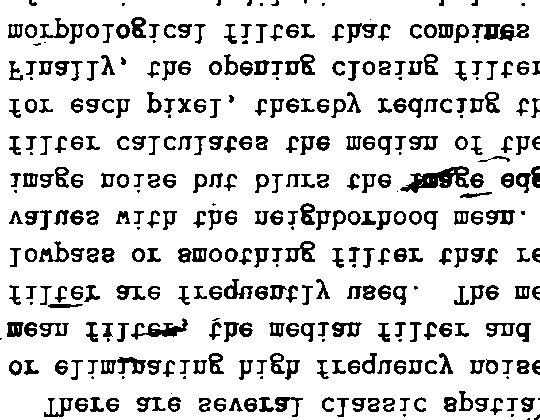 There are several classic spatial
or eliminating high frequency noise
mean filter, the median filter and
filter are frequently used. The me
lowpass or smoothing filter that re
values with the neighborhood mean.
image noise but blurs the image edg
filter calculates the median of the
for each pixel, thereby reducing th
Finally, the opening closing filter
morphological filter that combines